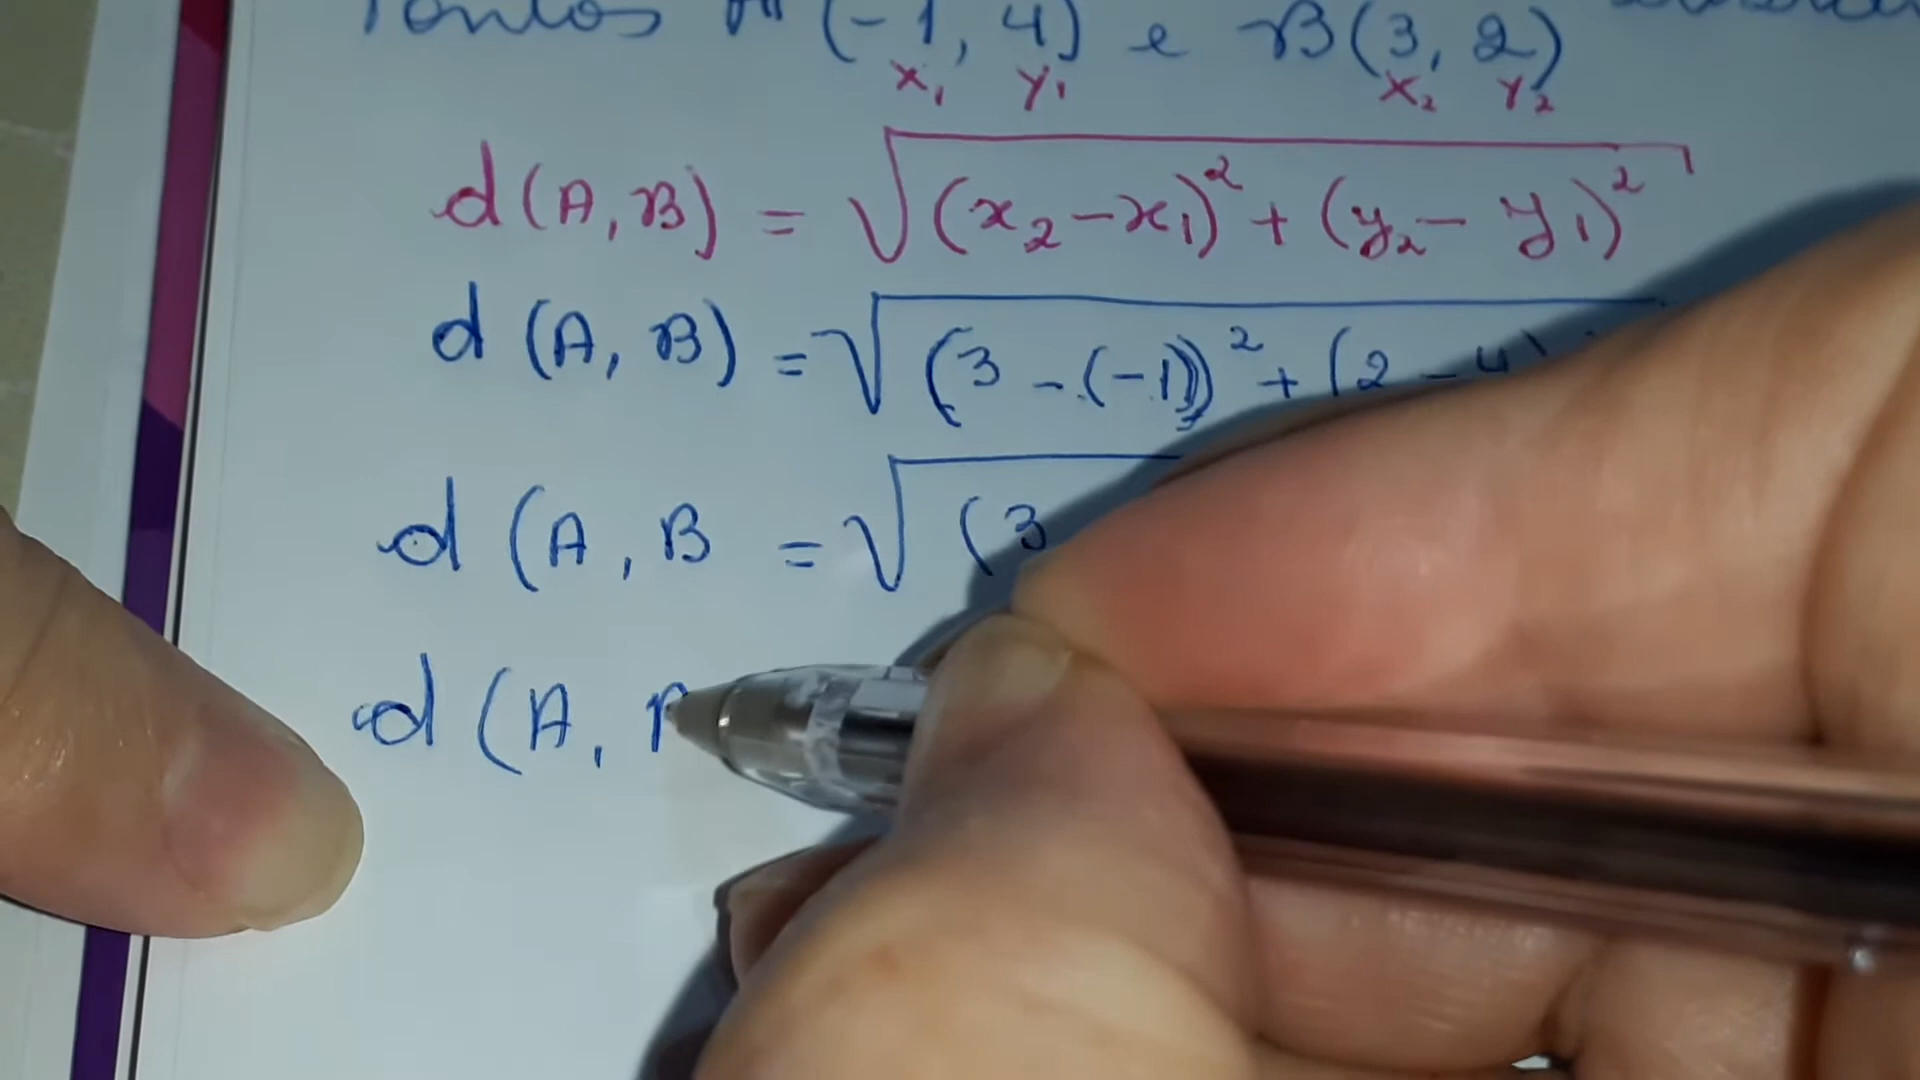 Pontos A (-1, 4) e B(3, 2)
x₁ y₁ x₂ y₂
d(A,B) = √(x₂-x₁)² + (y₂- y₁)²
d (A, B) = √(3 - (-1))² + (2 - 4)
d (A, B = √ (3
d (A,